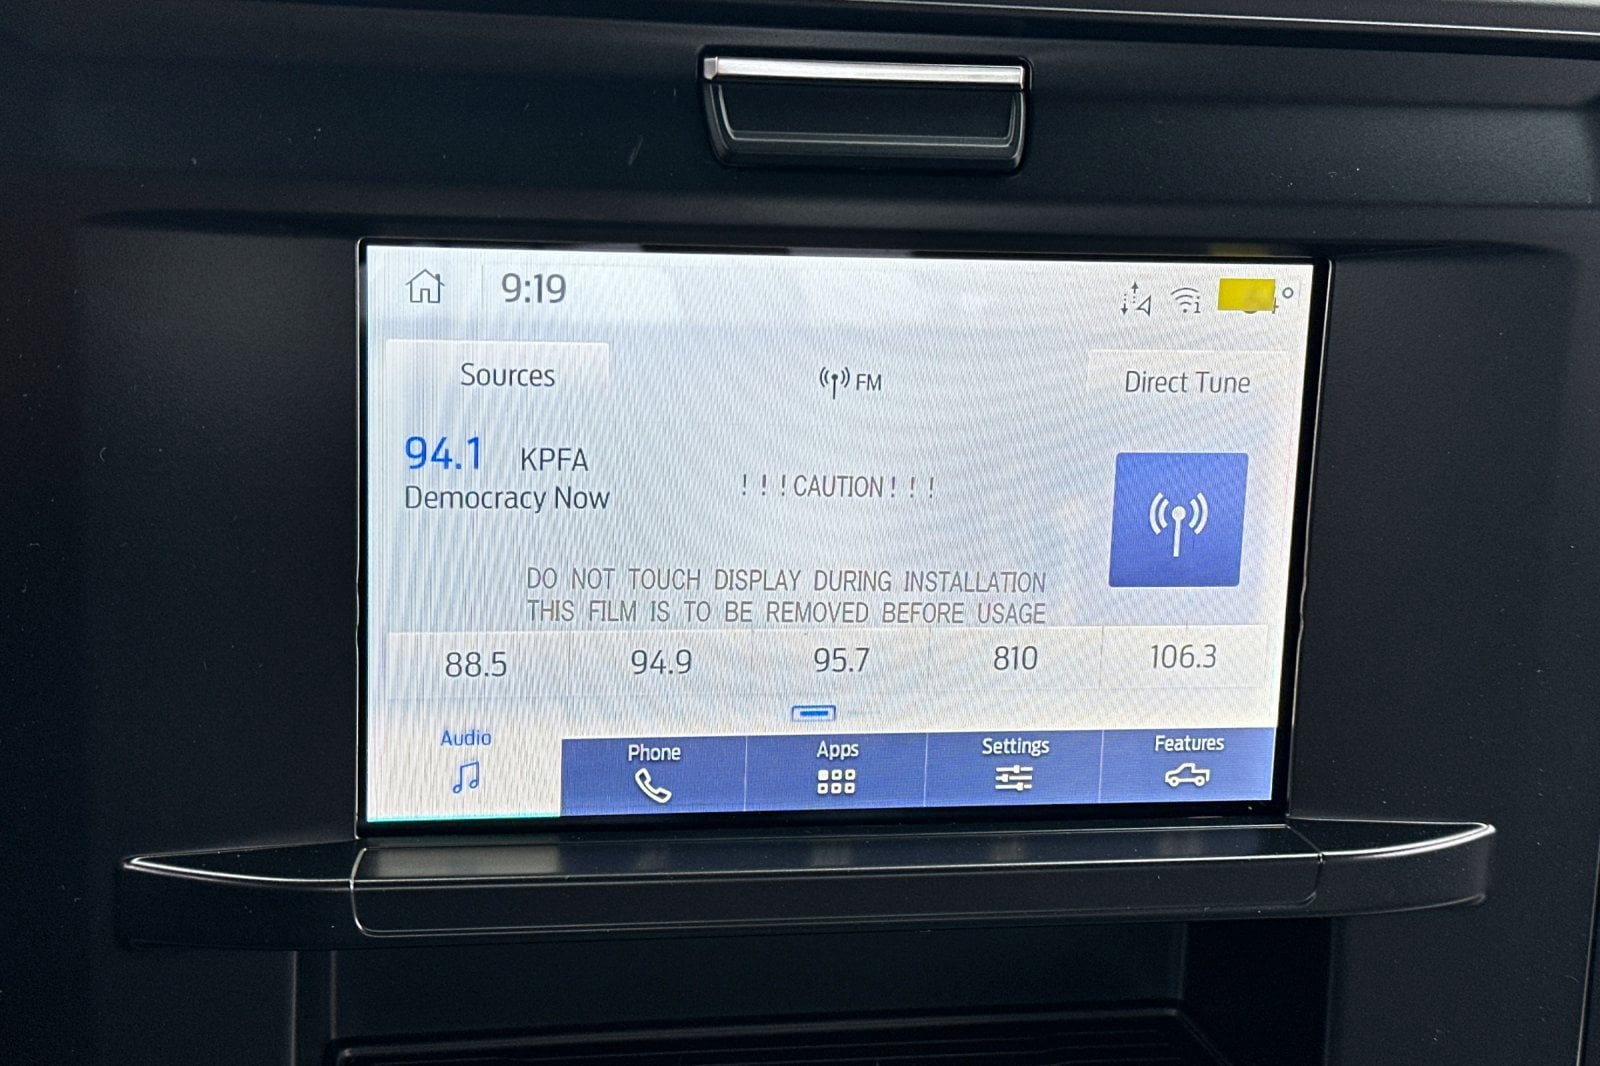 9:19
Sources
FM
Direct Tune
94.1 KPFA
Democracy Now
! ! ! CAUTION ! ! !
DO NOT TOUCH DISPLAY DURING INSTALLATION
THIS FILM IS TO BE REMOVED BEFORE USAGE
88.5 94.9 95.7 810 106.3
Audio Phone Apps Settings Features